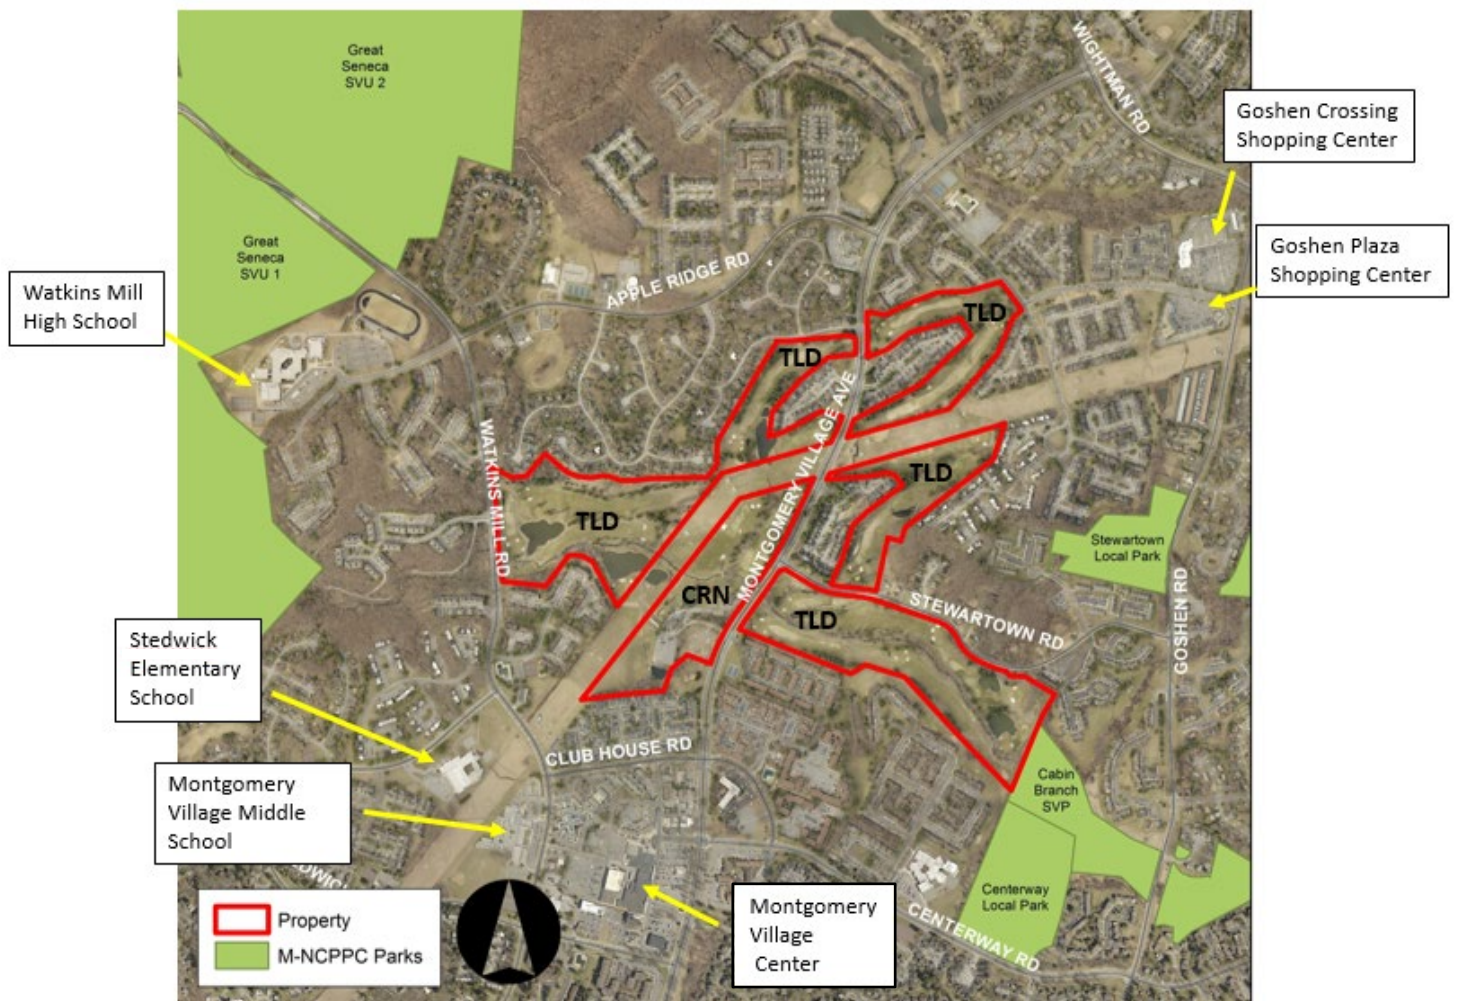 Great
Seneca
SVU 2
WIGHTMAN RD
Goshen Crossing
Shopping Center
Great
Seneca
SVU 1
Goshen Plaza
Shopping Center
Watkins Mill
High School
APPLE RIDGE RD
TLD
TLD
MONTGOMERY VILLAGE AVE
WATKINS MILL RD
TLD
TLD
Stewartown
Local Park
CRN
TLD
STEWARTOWN RD
GOSHEN RD
Stedwick
Elementary
School
CLUB HOUSE RD
Montgomery
Village Middle
School
Cabin
Branch
SVP
Centerway
Local Park
Montgomery
Village
Center
CENTERWAY RD
Property
M-NCPPC Parks